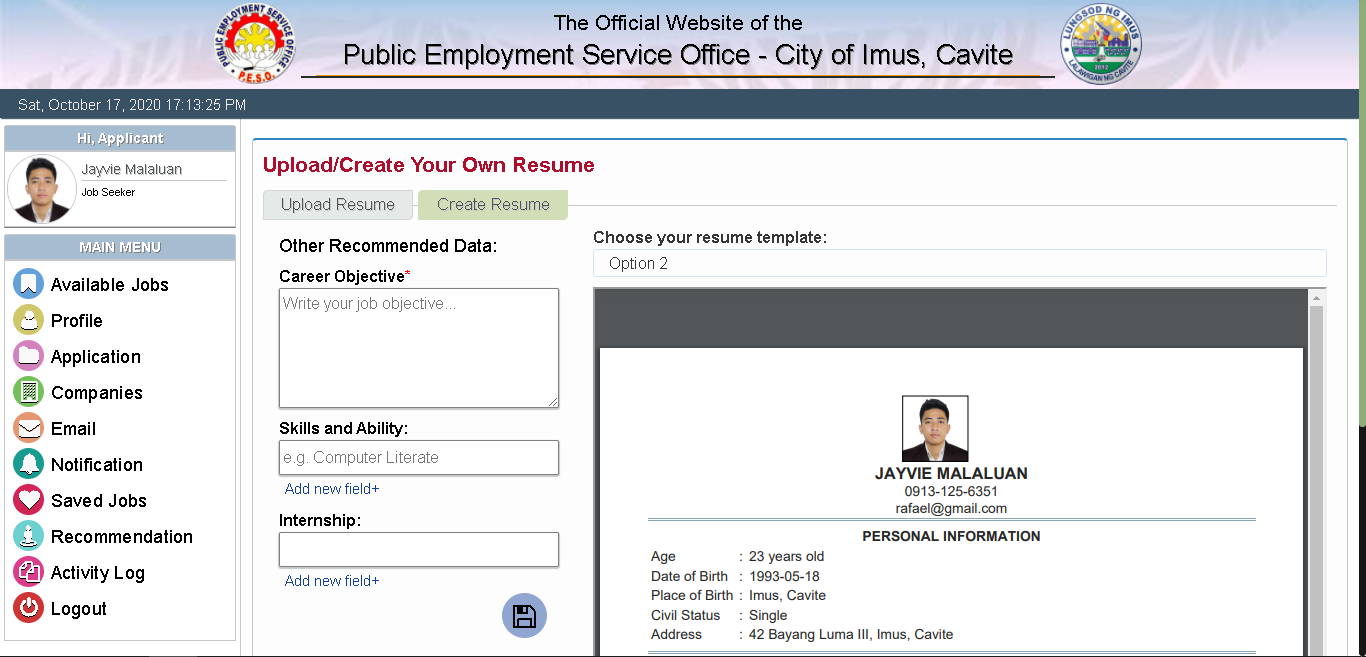 PUBLIC EMPLOYMENT SERVICE OFFICE
P.E.S.O.
The Official Website of the
Public Employment Service Office - City of Imus, Cavite
LUNGSOD NG IMUS
2012
LALAWIGAN NG CAVITE
Sat, October 17, 2020 17:13:25 PM
Hi, Applicant
Jayvie Malaluan
Job Seeker
MAIN MENU
Available Jobs
Profile
Application
Companies
Email
Notification
Saved Jobs
Recommendation
Activity Log
Logout
Upload/Create Your Own Resume
Upload Resume
Create Resume
Other Recommended Data:
Career Objective*
Write your job objective...
Skills and Ability:
e.g. Computer Literate
Add new field+
Internship:
Add new field+
Choose your resume template:
Option 2
JAYVIE MALALUAN
0913-125-6351
rafael@gmail.com
PERSONAL INFORMATION
Age : 23 years old
Date of Birth : 1993-05-18
Place of Birth : Imus, Cavite
Civil Status : Single
Address : 42 Bayang Luma III, Imus, Cavite